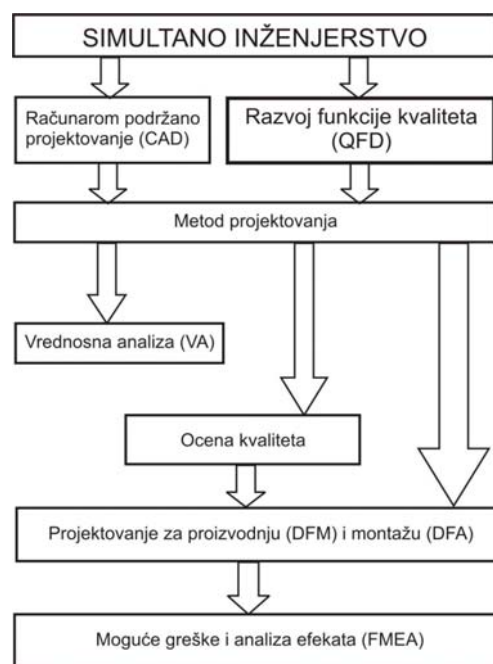 SIMULTANO INŽENJERSTVO
Računarom podržano
projektovanje (CAD)
Razvoj funkcije kvaliteta
(QFD)
Metod projektovanja
Vrednosna analiza (VA)
Ocena kvaliteta
Projektovanje za proizvodnju (DFM) i montažu (DFA)
Moguće greške i analiza efekata (FMEA)